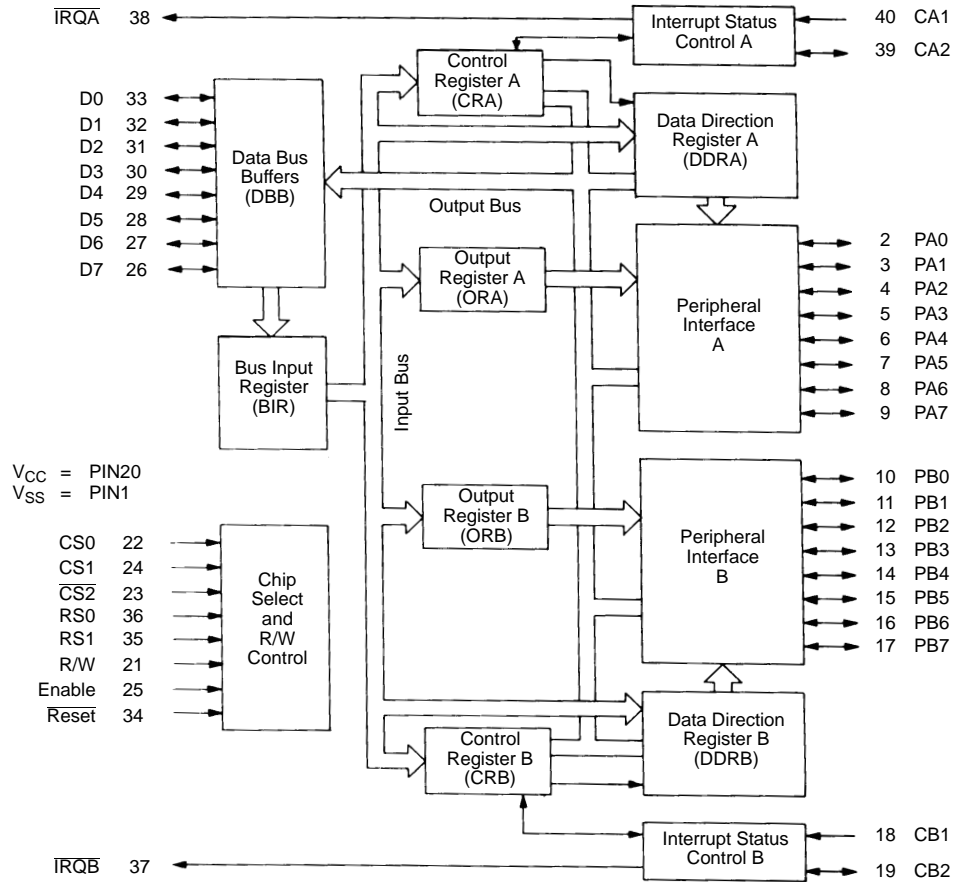 I̅R̅Q̅A̅ 38
Interrupt Status
Control A
40 CA1
39 CA2
Control
Register A
(CRA)
D0 33
D1 32
D2 31
D3 30
D4 29
D5 28
D6 27
D7 26
Data Bus
Buffers
(DBB)
Data Direction
Register A
(DDRA)
Output Bus
Output
Register A
(ORA)
Peripheral
Interface
A
2 PA0
3 PA1
4 PA2
5 PA3
6 PA4
7 PA5
8 PA6
9 PA7
Bus Input
Register
(BIR)
Input Bus
VCC = PIN20
VSS = PIN1
Output
Register B
(ORB)
Peripheral
Interface
B
10 PB0
11 PB1
12 PB2
13 PB3
14 PB4
15 PB5
16 PB6
17 PB7
CS0 22
CS1 24
C̅S̅2̅ 23
RS0 36
RS1 35
R/W 21
Enable 25
R̅e̅s̅e̅t̅ 34
Chip
Select
and
R/W
Control
Control
Register B
(CRB)
Data Direction
Register B
(DDRB)
Interrupt Status
Control B
18 CB1
19 CB2
I̅R̅Q̅B̅ 37